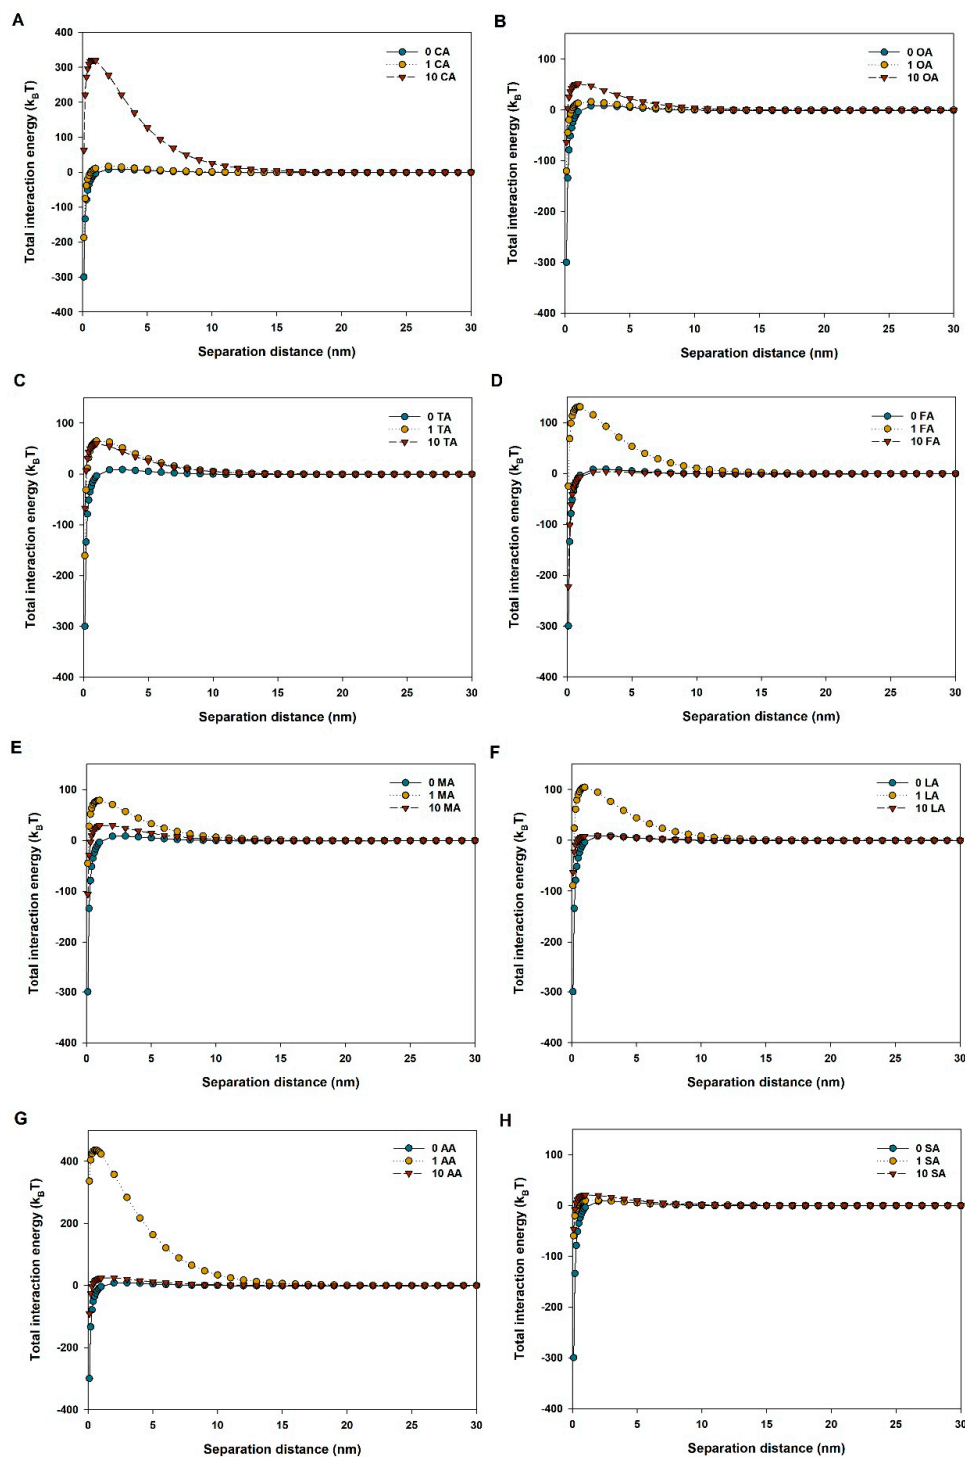 A
Total interaction energy (kBT)
400
300
200
100
0
-100
-200
-300
-400
0 CA
1 CA
10 CA
0 5 10 15 20 25 30
Separation distance (nm)
B
Total interaction energy (kBT)
100
0
-100
-200
-300
-400
0 OA
1 OA
10 OA
0 5 10 15 20 25 30
Separation distance (nm)
C
Total interaction energy (kBT)
100
0
-100
-200
-300
-400
0 TA
1 TA
10 TA
0 5 10 15 20 25 30
Separation distance (nm)
D
Total interaction energy (kBT)
100
0
-100
-200
-300
-400
0 FA
1 FA
10 FA
0 5 10 15 20 25 30
Separation distance (nm)
E
Total interaction energy (kBT)
100
0
-100
-200
-300
-400
0 MA
1 MA
10 MA
0 5 10 15 20 25 30
Separation distance (nm)
F
Total interaction energy (kBT)
100
0
-100
-200
-300
-400
0 LA
1 LA
10 LA
0 5 10 15 20 25 30
Separation distance (nm)
G
Total interaction energy (kBT)
400
200
0
-200
-400
0 AA
1 AA
10 AA
0 5 10 15 20 25 30
Separation distance (nm)
H
Total interaction energy (kBT)
100
0
-100
-200
-300
-400
0 SA
1 SA
10 SA
0 5 10 15 20 25 30
Separation distance (nm)